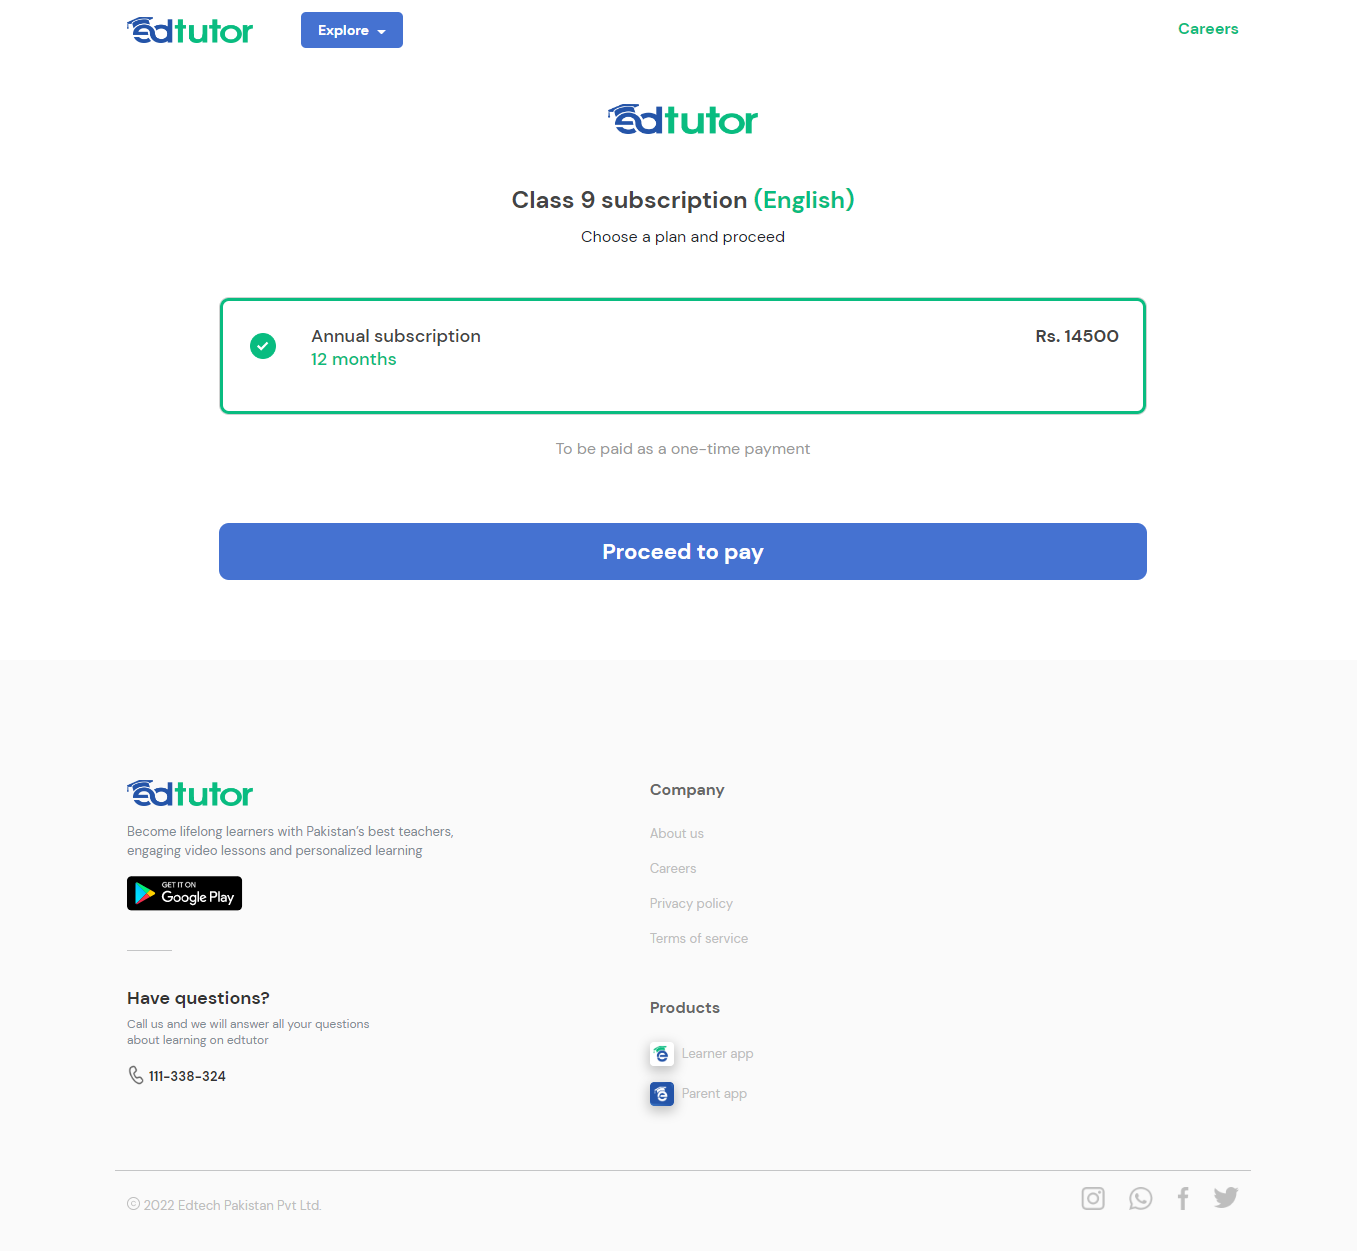 edtutor
Explore
Careers
edtutor
Class 9 subscription (English)
Choose a plan and proceed
Annual subscription
Rs. 14500
12 months
To be paid as a one-time payment
Proceed to pay
edtutor
Become lifelong learners with Pakistan's best teachers,
engaging video lessons and personalized learning
GET IT ON
Google Play
Have questions?
Call us and we will answer all your questions
about learning on edtutor
111-338-324
Company
About us
Careers
Privacy policy
Terms of service
Products
e Learner app
e Parent app
© 2022 Edtech Pakistan Pvt Ltd.